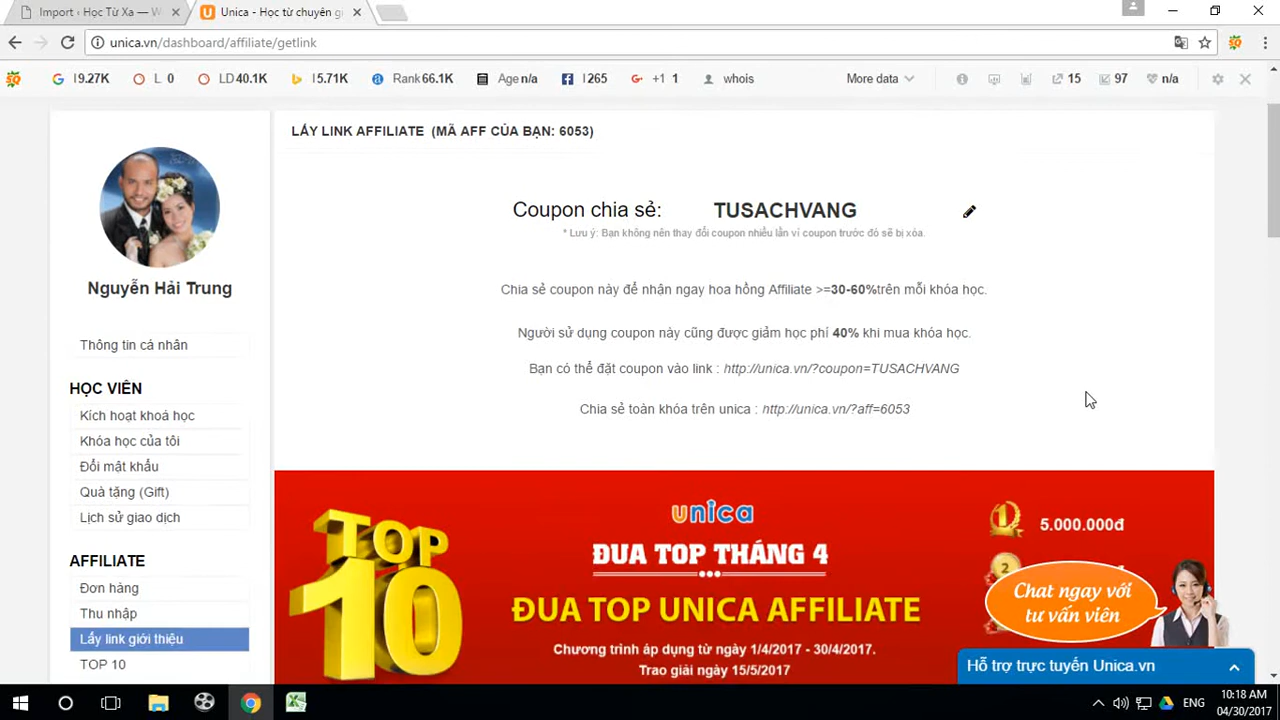 Import ‹ Học Từ Xa — W
Unica - Học từ chuyên g
unica.vn/dashboard/affiliate/getlink
I 9.27K
L 0
LD 40.1K
I 5.71K
Rank 66.1K
Age n/a
I 265
+1 1
whois
More data
15
97
n/a
LẤY LINK AFFILIATE (MÃ AFF CỦA BẠN: 6053)
Coupon chia sẻ: TUSACHVANG
* Lưu ý: Bạn không nên thay đổi coupon nhiều lần vì coupon trước đó sẽ bị xóa.
Chia sẻ coupon này để nhận ngay hoa hồng Affiliate >=30-60%trên mỗi khóa học.
Người sử dụng coupon này cũng được giảm học phí 40% khi mua khóa học.
Bạn có thể đặt coupon vào link : http://unica.vn/?coupon=TUSACHVANG
Chia sẻ toàn khóa trên unica : http://unica.vn/?aff=6053
Nguyễn Hải Trung
Thông tin cá nhân
HỌC VIÊN
Kích hoạt khoá học
Khóa học của tôi
Đổi mật khẩu
Quà tặng (Gift)
Lịch sử giao dịch
AFFILIATE
Đơn hàng
Thu nhập
Lấy link giới thiệu
TOP 10
TOP
10
unica
ĐUA TOP THÁNG 4
ĐUA TOP UNICA AFFILIATE
Chương trình áp dụng từ ngày 1/4/2017 - 30/4/2017.
Trao giải ngày 15/5/2017
1
5.000.000đ
2
Chat ngay với
tư vấn viên
Hỗ trợ trực tuyến Unica.vn
ENG
10:18 AM
04/30/2017